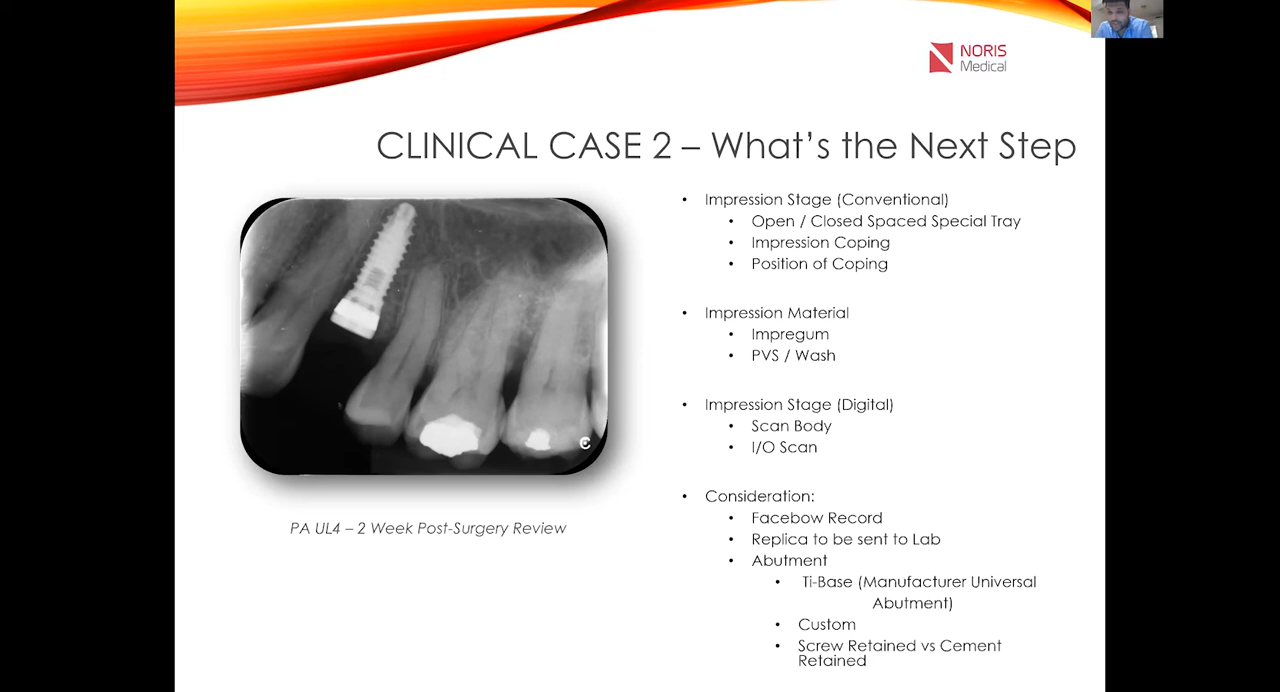 NORIS
Medical
CLINICAL CASE 2 – What's the Next Step
• Impression Stage (Conventional)
• Open / Closed Spaced Special Tray
• Impression Coping
• Position of Coping
• Impression Material
• Impregum
• PVS / Wash
• Impression Stage (Digital)
• Scan Body
• I/O Scan
• Consideration:
• Facebow Record
• Replica to be sent to Lab
• Abutment
• Ti-Base (Manufacturer Universal
Abutment)
• Custom
• Screw Retained vs Cement
Retained
C
PA UL4 – 2 Week Post-Surgery Review